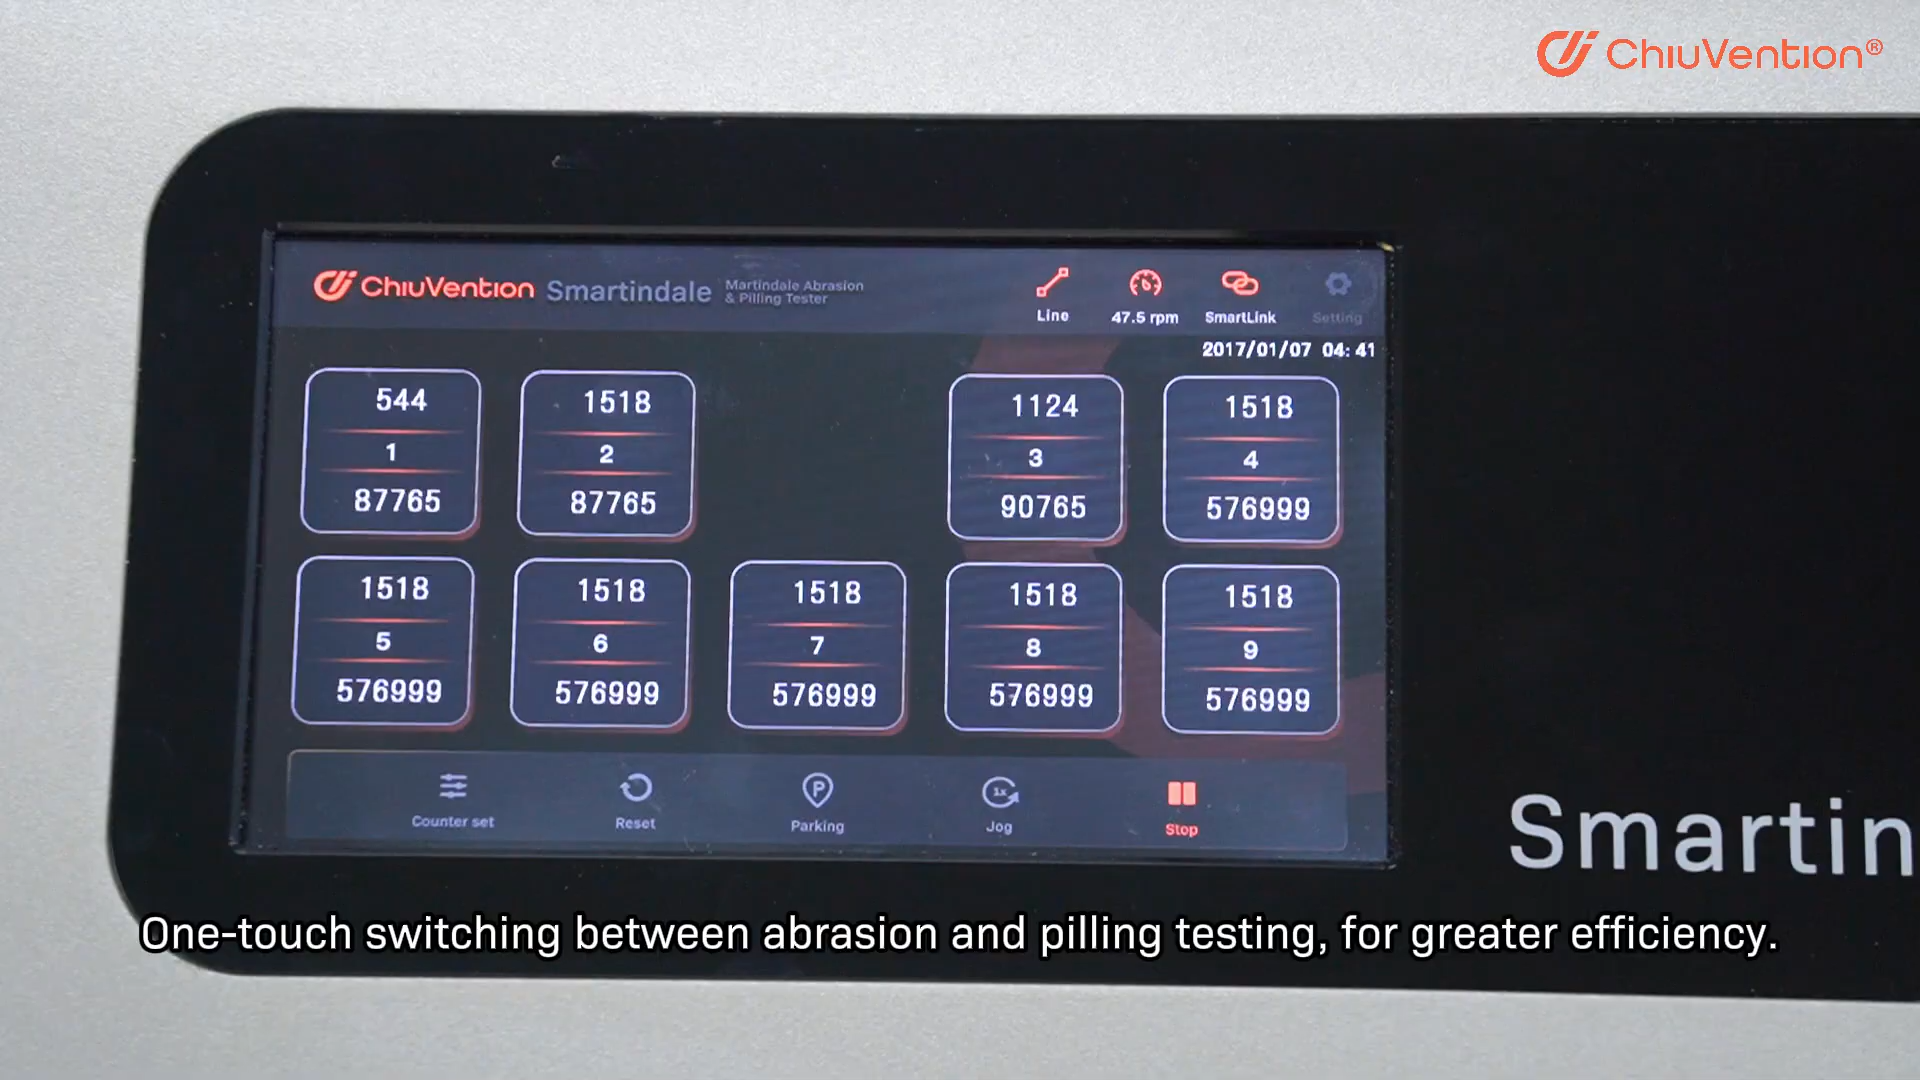 ChiuVention®
ChiuVention Smartindale Martindale Abrasion & Pilling Tester
Line 47.5 rpm SmartLink Setting
2017/01/07 04:41
544 1518 1124 1518
1 2 3 4
87765 87765 90765 576999
1518 1518 1518 1518 1518
5 6 7 8 9
576999 576999 576999 576999 576999
P 1x
Counter set Reset Parking Jog Stop
Smartin
One-touch switching between abrasion and pilling testing, for greater efficiency.